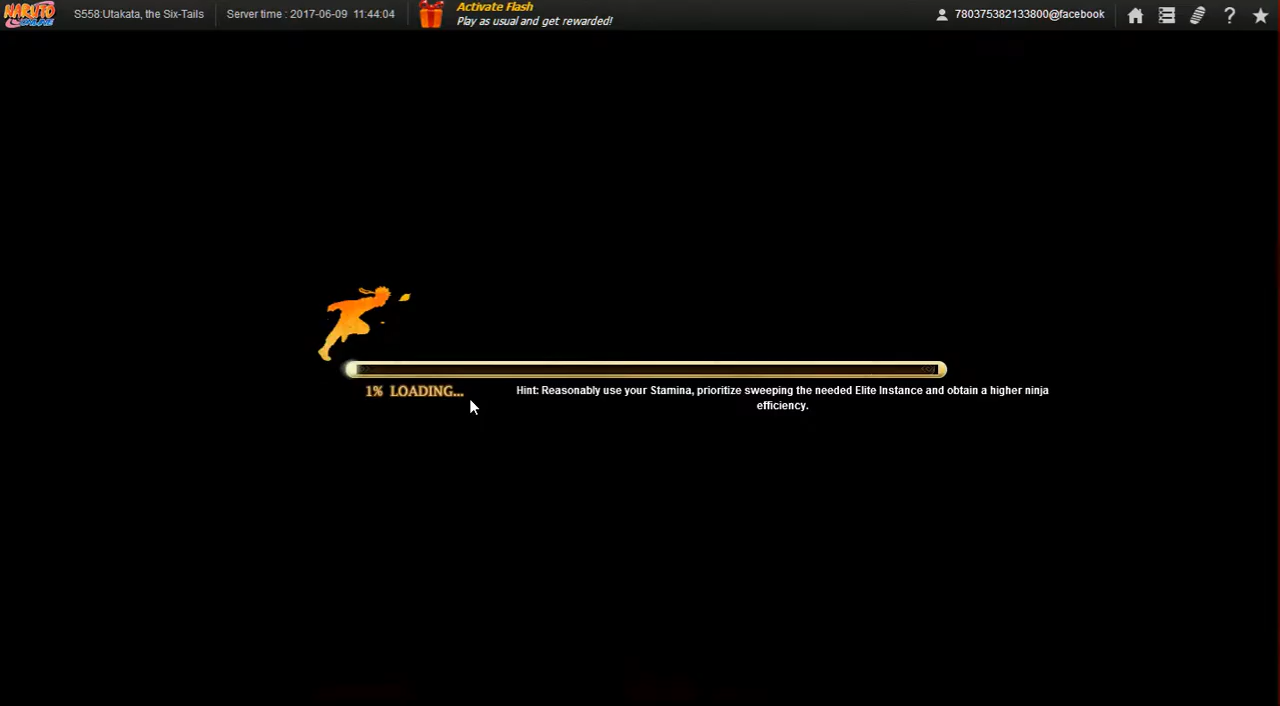 NARUTO
ONLINE
S558:Utakata, the Six-Tails
Server time : 2017-06-09 11:44:04
Activate Flash
Play as usual and get rewarded!
780375382133800@facebook
?
1% LOADING...
Hint: Reasonably use your Stamina, prioritize sweeping the needed Elite Instance and obtain a higher ninja
efficiency.